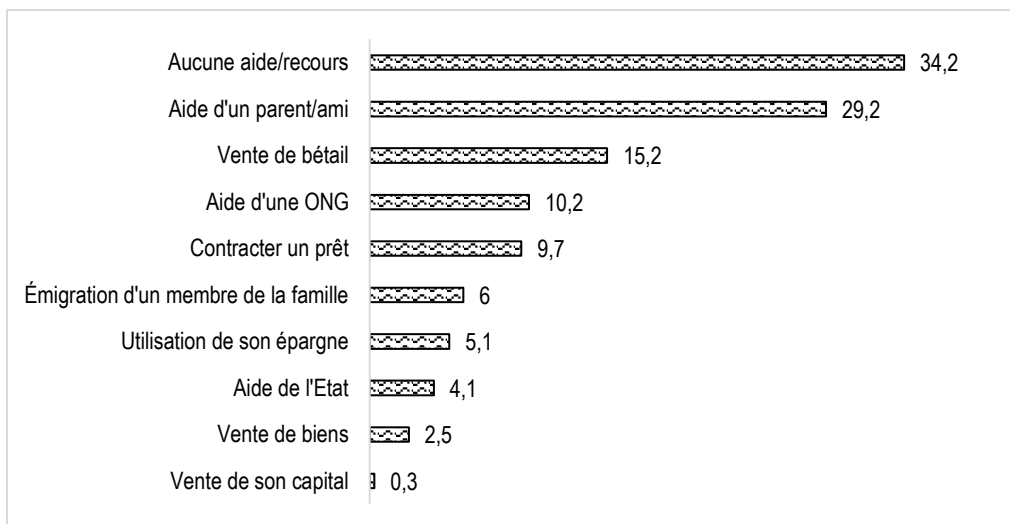 Aucune aide/recours 34,2
Aide d'un parent/ami 29,2
Vente de bétail 15,2
Aide d'une ONG 10,2
Contracter un prêt 9,7
Émigration d'un membre de la famille 6
Utilisation de son épargne 5,1
Aide de l'Etat 4,1
Vente de biens 2,5
Vente de son capital 0,3